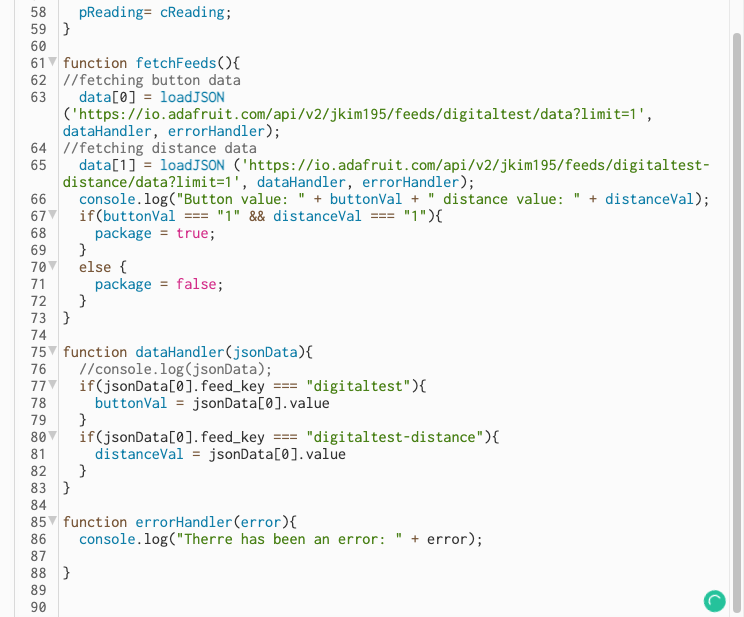 58 pReading= cReading;
59 }
60
61 function fetchFeeds(){
62 //fetching button data
63 data[0] = loadJSON
('https://io.adafruit.com/api/v2/jkim195/feeds/digitaltest/data?limit=1',
dataHandler, errorHandler);
64 //fetching distance data
65 data[1] = loadJSON ('https://io.adafruit.com/api/v2/jkim195/feeds/digitaltest-
distance/data?limit=1', dataHandler, errorHandler);
66 console.log("Button value: " + buttonVal + " distance value: " + distanceVal);
67 if(buttonVal === "1" && distanceVal === "1"){
68 package = true;
69 }
70 else {
71 package = false;
72 }
73 }
74
75 function dataHandler(jsonData){
76 //console.log(jsonData);
77 if(jsonData[0].feed_key === "digitaltest"){
78 buttonVal = jsonData[0].value
79 }
80 if(jsonData[0].feed_key === "digitaltest-distance"){
81 distanceVal = jsonData[0].value
82 }
83 }
84
85 function errorHandler(error){
86 console.log("Therre has been an error: " + error);
87
88 }
89
90